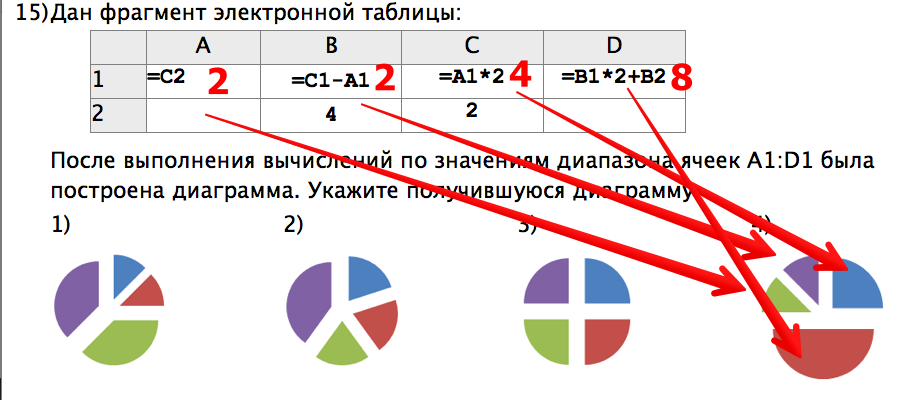 15)Дан фрагмент электронной таблицы:
A B C D
1 =C2 2 =C1-A1 2 =A1*2 4 =B1*2+B2 8
2 4 2
После выполнения вычислений по значениям диапазона ячеек A1:D1 была
построена диаграмма. Укажите получившуюся диаграмму
1) 2) 3) 4)